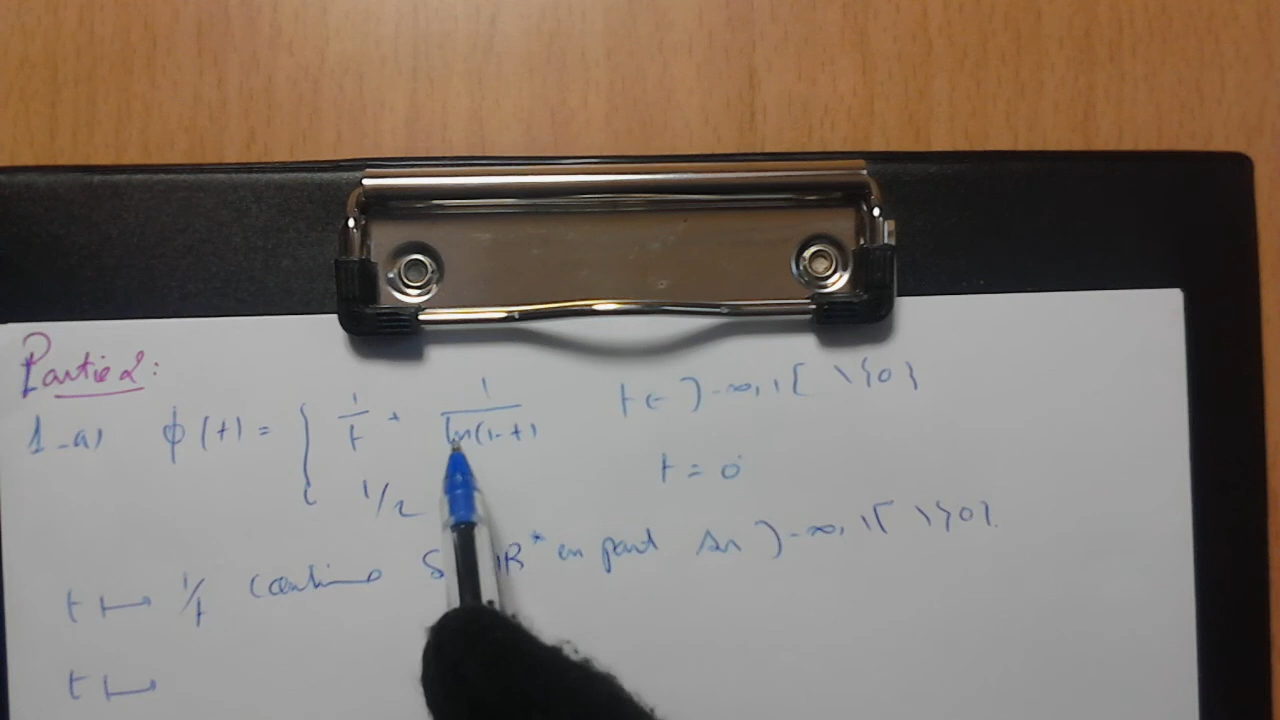 Partie 2:
1-a) ϕ(t) = { 1/t + 1/ln(1-t) t ∈ ]-∞, 1[ \{0}
1/2 t = 0
t ↦ 1/t continue IR* en part sur ]-∞, 1[ \{0}.
t ↦